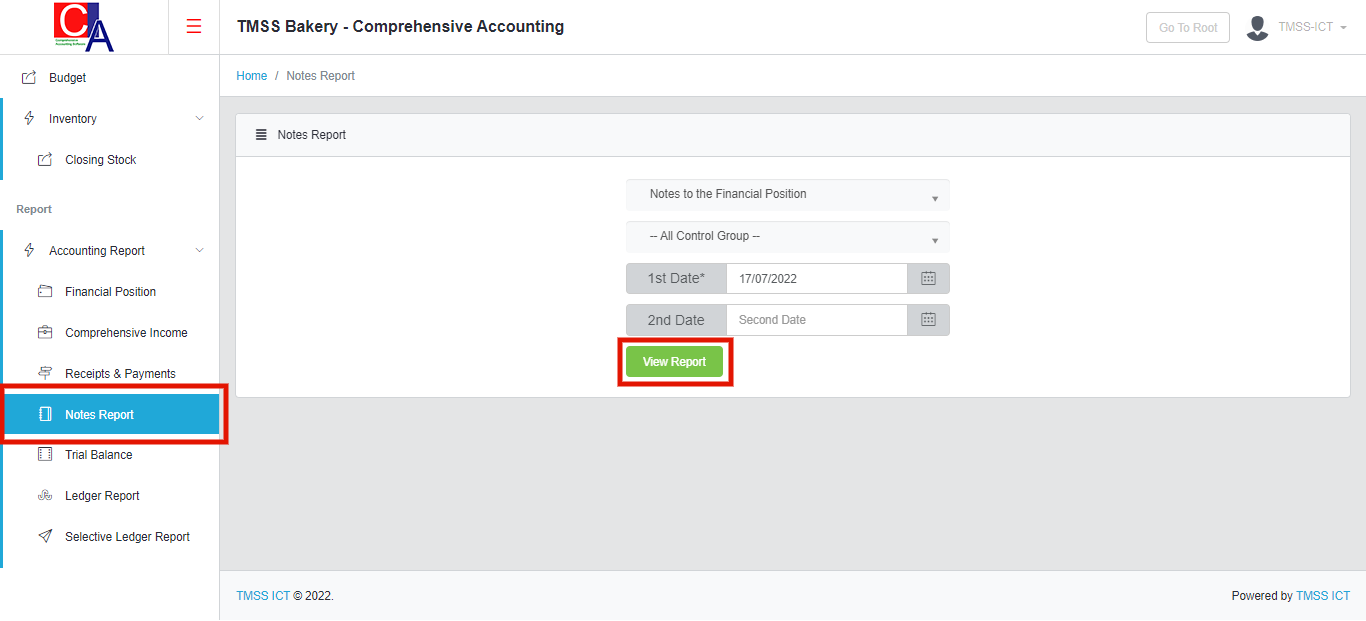 CA
Comprehensive
Accounting Software
TMSS Bakery - Comprehensive Accounting
Go To Root
TMSS-ICT
Budget
Inventory
Closing Stock
Report
Accounting Report
Financial Position
Comprehensive Income
Receipts & Payments
Notes Report
Trial Balance
Ledger Report
Selective Ledger Report
Home / Notes Report
Notes Report
Notes to the Financial Position
-- All Control Group --
1st Date* 17/07/2022
2nd Date Second Date
View Report
TMSS ICT © 2022.
Powered by TMSS ICT